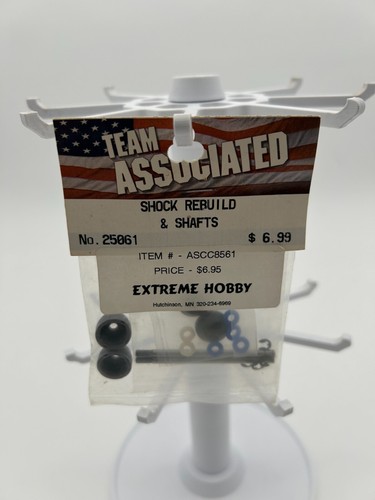 TEAM
ASSOCIATED
SHOCK REBUILD
& SHAFTS
No. 25061 $ 6.99
ITEM # - ASCC8561
PRICE - $6.95
EXTREME HOBBY
Hutchinson, MN 320-234-8969